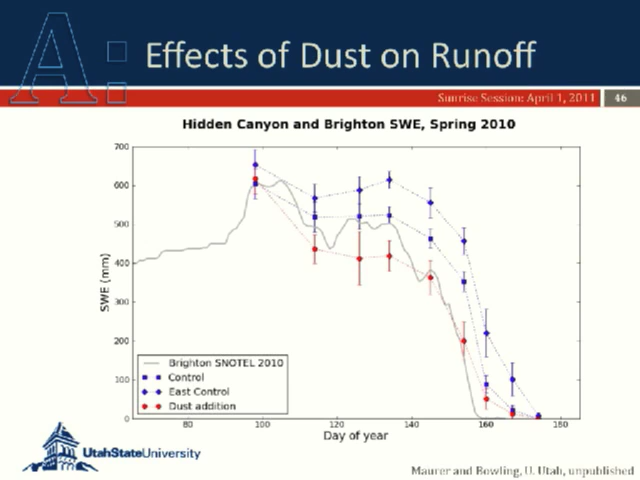 A:
Effects of Dust on Runoff
Sunrise Session: April 1, 2011 46
Hidden Canyon and Brighton SWE, Spring 2010
700
600
500
400
300
200
100
0
SWE (mm)
Brighton SNOTEL 2010
Control
East Control
Dust addition
80 100 120 140 160 180
Day of year
UtahStateUniversity
Maurer and Bowling, U. Utah, unpublished